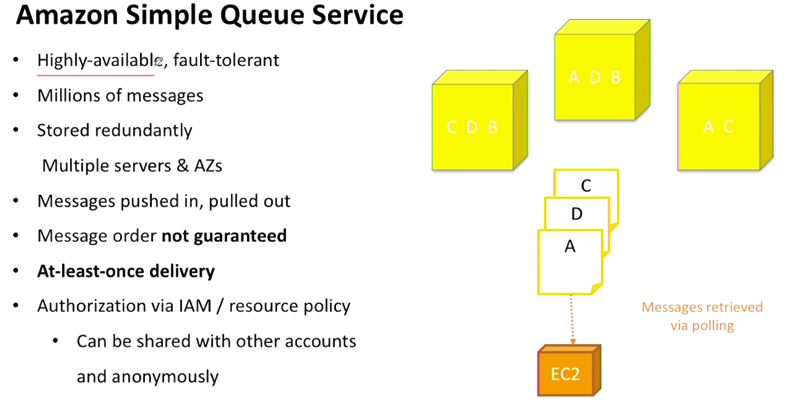 Amazon Simple Queue Service
• Highly-available, fault-tolerant
• Millions of messages
• Stored redundantly
Multiple servers & AZs
• Messages pushed in, pulled out
• Message order not guaranteed
• At-least-once delivery
• Authorization via IAM / resource policy
• Can be shared with other accounts
and anonymously
C D B
A D B
A C
C
D
A
Messages retrieved
via polling
EC2